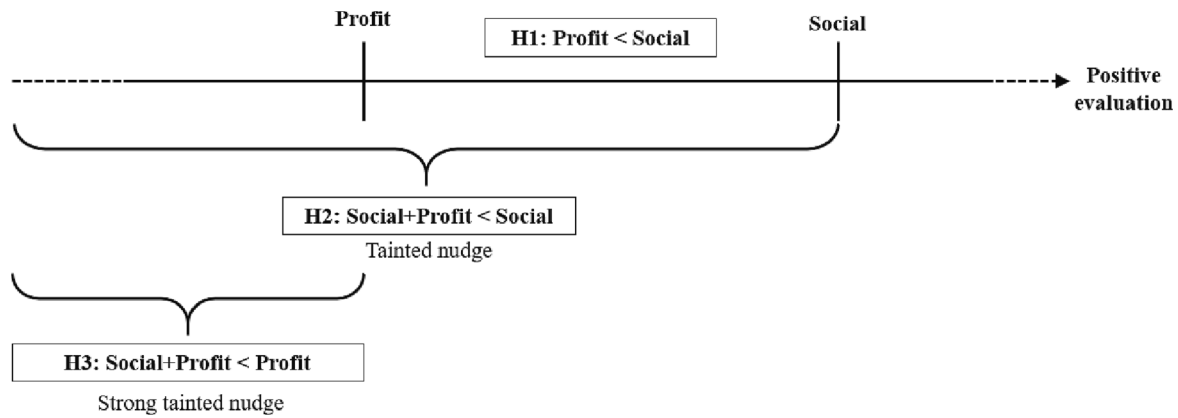 Profit
H1: Profit < Social
Social
Positive
evaluation
H2: Social+Profit < Social
Tainted nudge
H3: Social+Profit < Profit
Strong tainted nudge